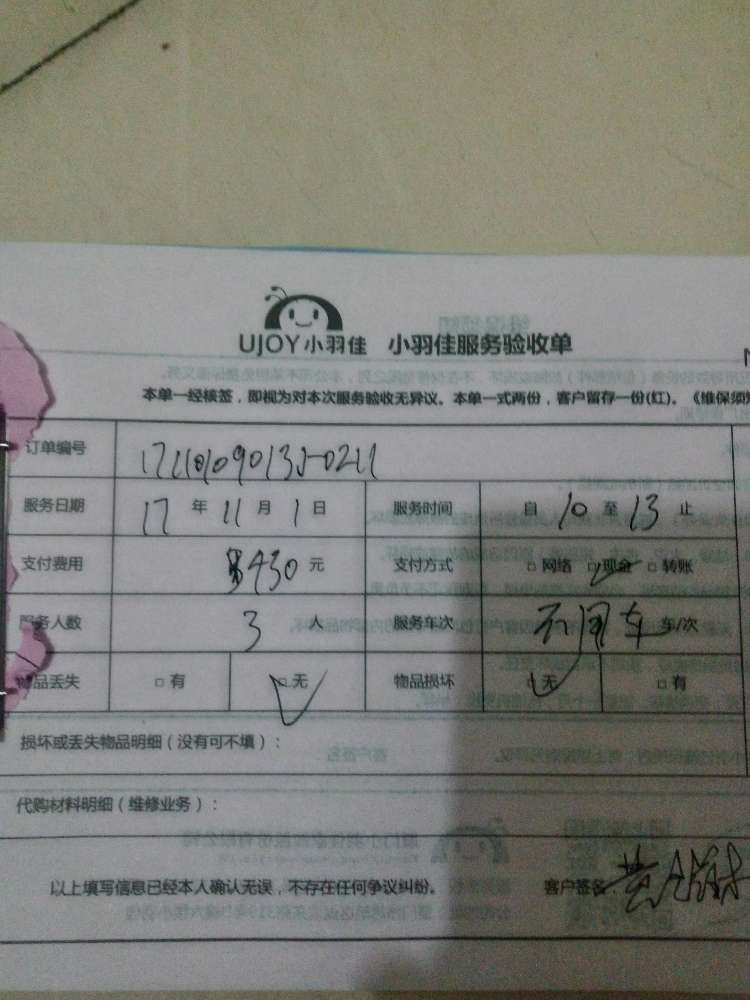 UJOY小羽佳 小羽佳服务验收单
本单一经核签，即视为对本次服务验收无异议。本单一式两份，客户留存一份(红)。《维保须
订单编号
服务日期 17 年 11 月 1 日 服务时间 自 10 至 13 止
支付费用 430 元 支付方式 □ 网络 □ 现金 □ 转账
服务人数 3 人 服务车次 不用车 车/次
物品丢失 □ 有 □ 无 物品损坏 □ 无 □ 有
损坏或丢失物品明细（没有可不填）：
代购材料明细（维修业务）：
以上填写信息已经本人确认无误，不存在任何争议纠纷。 客户签名：